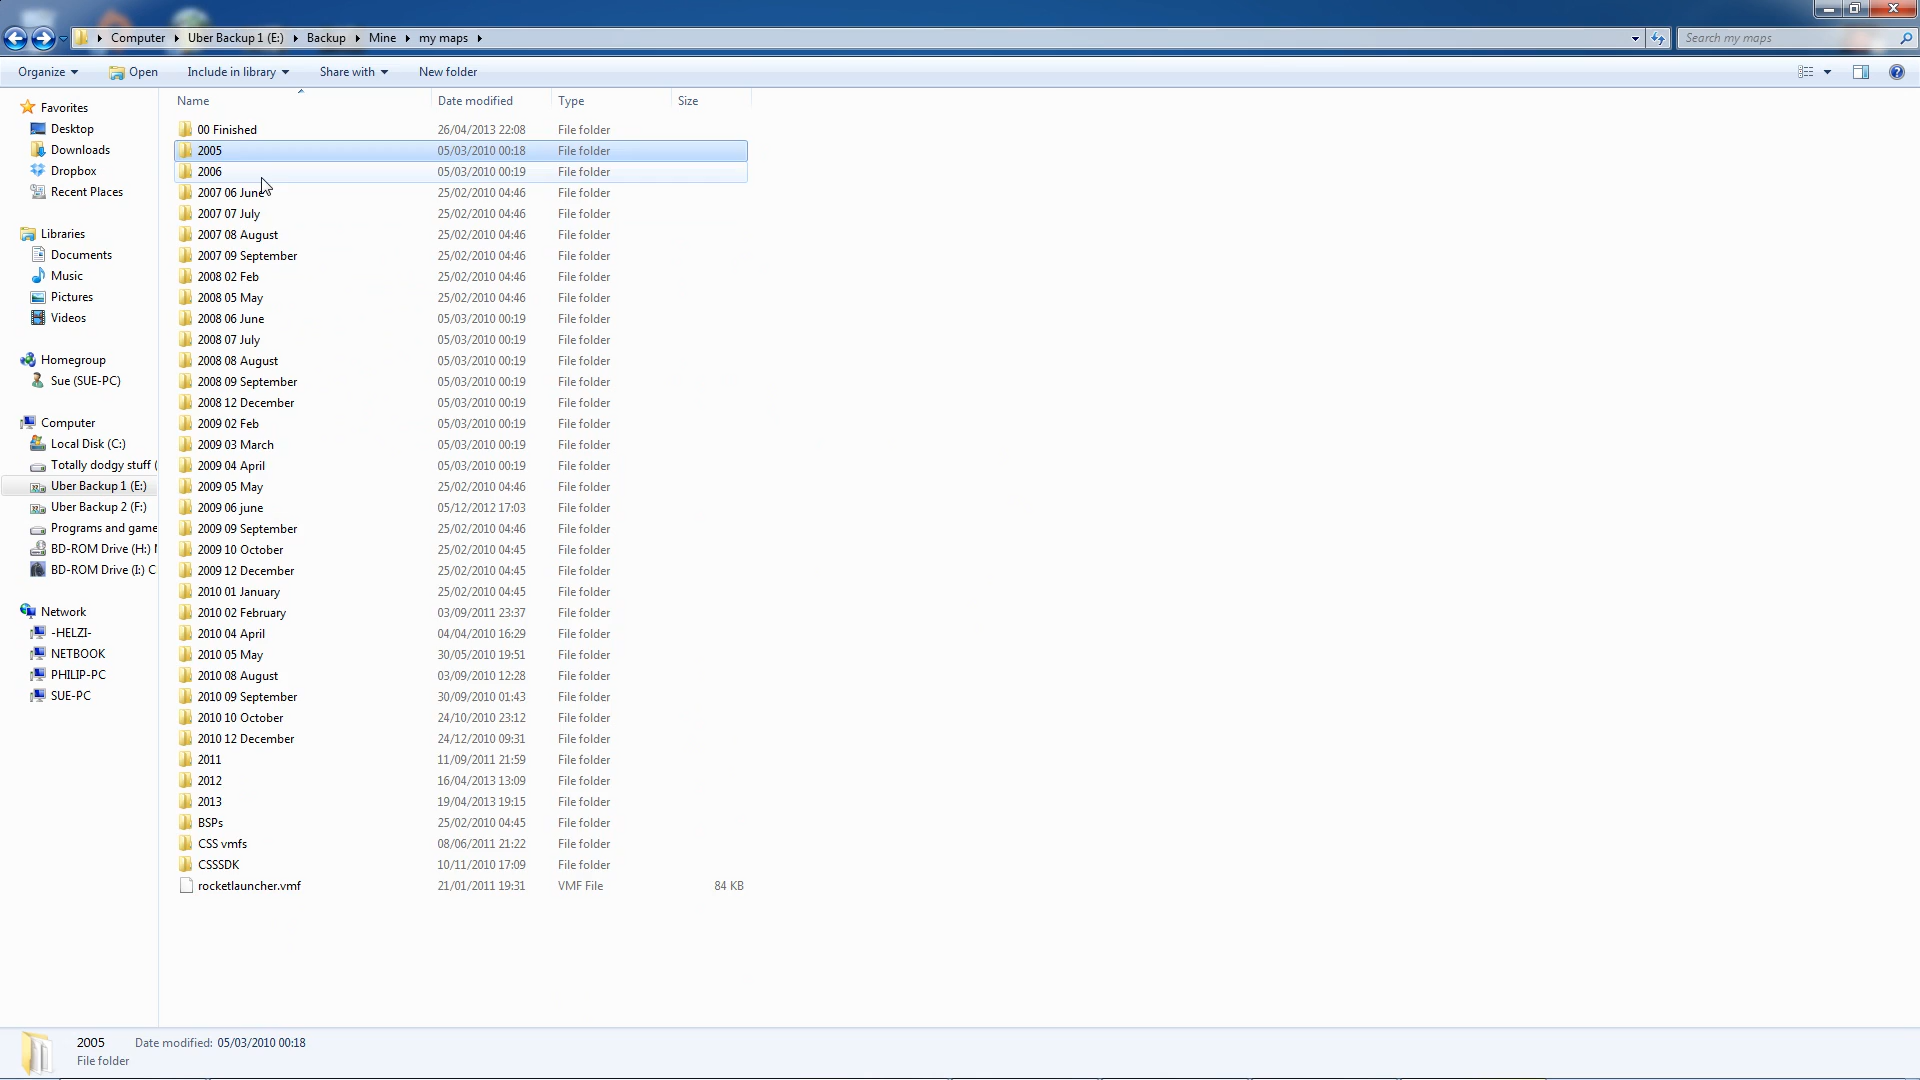 Computer Uber Backup 1 (E:) Backup Mine my maps
Search my maps
Organize Open Include in library Share with New folder
Name Date modified Type Size
Favorites
Desktop
Downloads
Dropbox
Recent Places
Libraries
Documents
Music
Pictures
Videos
Homegroup
Sue (SUE-PC)
Computer
Local Disk (C:)
Totally dodgy stuff (
Uber Backup 1 (E:)
Uber Backup 2 (F:)
Programs and game
BD-ROM Drive (H:)
BD-ROM Drive (I:) C
Network
-HELZI-
NETBOOK
PHILIP-PC
SUE-PC
00 Finished 26/04/2013 22:08 File folder
2005 05/03/2010 00:18 File folder
2006 05/03/2010 00:19 File folder
2007 06 June 25/02/2010 04:46 File folder
2007 07 July 25/02/2010 04:46 File folder
2007 08 August 25/02/2010 04:46 File folder
2007 09 September 25/02/2010 04:46 File folder
2008 02 Feb 25/02/2010 04:46 File folder
2008 05 May 25/02/2010 04:46 File folder
2008 06 June 05/03/2010 00:19 File folder
2008 07 July 05/03/2010 00:19 File folder
2008 08 August 05/03/2010 00:19 File folder
2008 09 September 05/03/2010 00:19 File folder
2008 12 December 05/03/2010 00:19 File folder
2009 02 Feb 05/03/2010 00:19 File folder
2009 03 March 05/03/2010 00:19 File folder
2009 04 April 05/03/2010 00:19 File folder
2009 05 May 25/02/2010 04:46 File folder
2009 06 june 05/12/2012 17:03 File folder
2009 09 September 25/02/2010 04:46 File folder
2009 10 October 25/02/2010 04:45 File folder
2009 12 December 25/02/2010 04:45 File folder
2010 01 January 25/02/2010 04:45 File folder
2010 02 February 03/09/2011 23:37 File folder
2010 04 April 04/04/2010 16:29 File folder
2010 05 May 30/05/2010 19:51 File folder
2010 08 August 03/09/2010 12:28 File folder
2010 09 September 30/09/2010 01:43 File folder
2010 10 October 24/10/2010 23:12 File folder
2010 12 December 24/12/2010 09:31 File folder
2011 11/09/2011 21:59 File folder
2012 16/04/2013 13:09 File folder
2013 19/04/2013 19:15 File folder
BSPs 25/02/2010 04:45 File folder
CSS vmfs 08/06/2011 21:22 File folder
CSSSDK 10/11/2010 17:09 File folder
rocketlauncher.vmf 21/01/2011 19:31 VMF File 84 KB
2005 Date modified: 05/03/2010 00:18
File folder